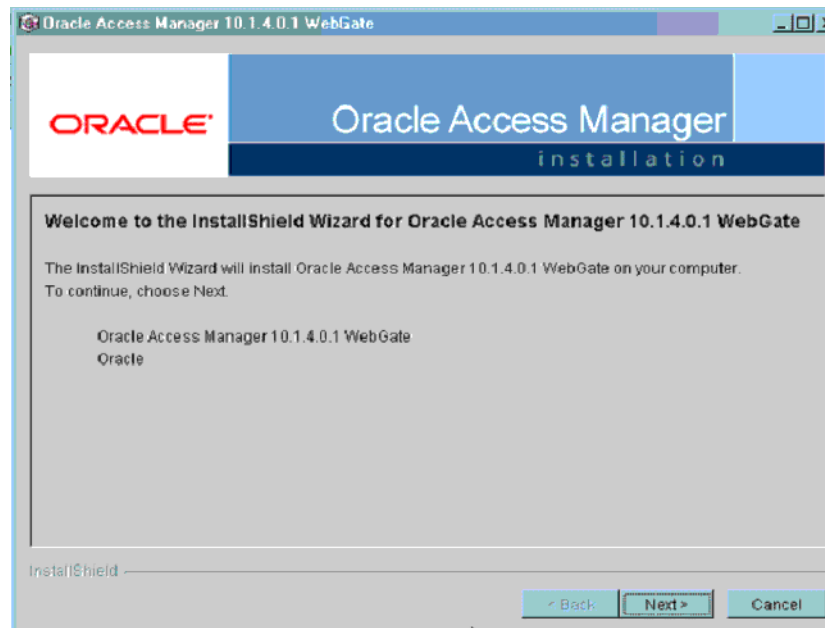 Oracle Access Manager 10.1.4.0.1 WebGate
ORACLE
Oracle Access Manager
installation
Welcome to the InstallShield Wizard for Oracle Access Manager 10.1.4.0.1 WebGate
The InstallShield Wizard will install Oracle Access Manager 10.1.4.0.1 WebGate on your computer.
To continue, choose Next.
Oracle Access Manager 10.1.4.0.1 WebGate
Oracle
InstallShield
< Back
Next >
Cancel